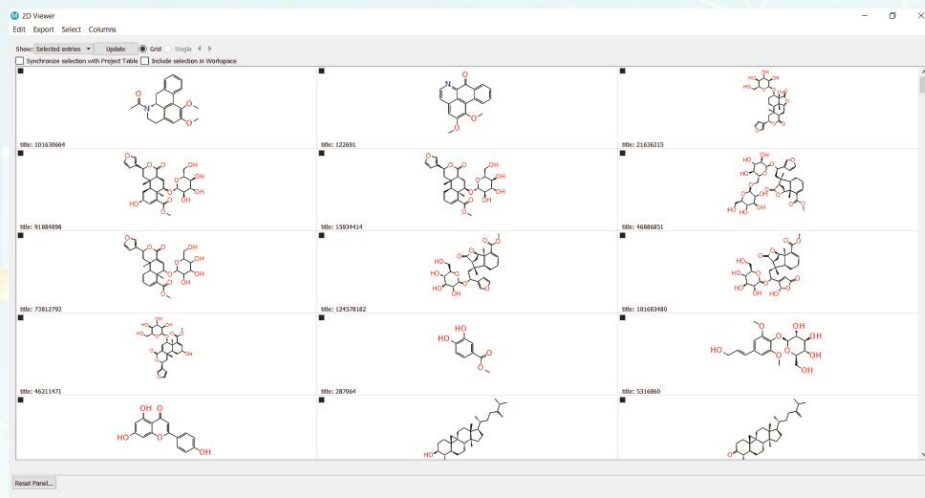 2D Viewer
Edit Export Select Columns
Show: Selected entries Update Grid Single
Synchronize selection with Project Table Include selection in Workspace
title: 101630664
title: 122691
title: 21636215
title: 91884898
title: 15934414
title: 46886851
title: 73812792
title: 124578182
title: 101683480
title: 46211471
title: 287064
title: 5316860
Reset Panel...